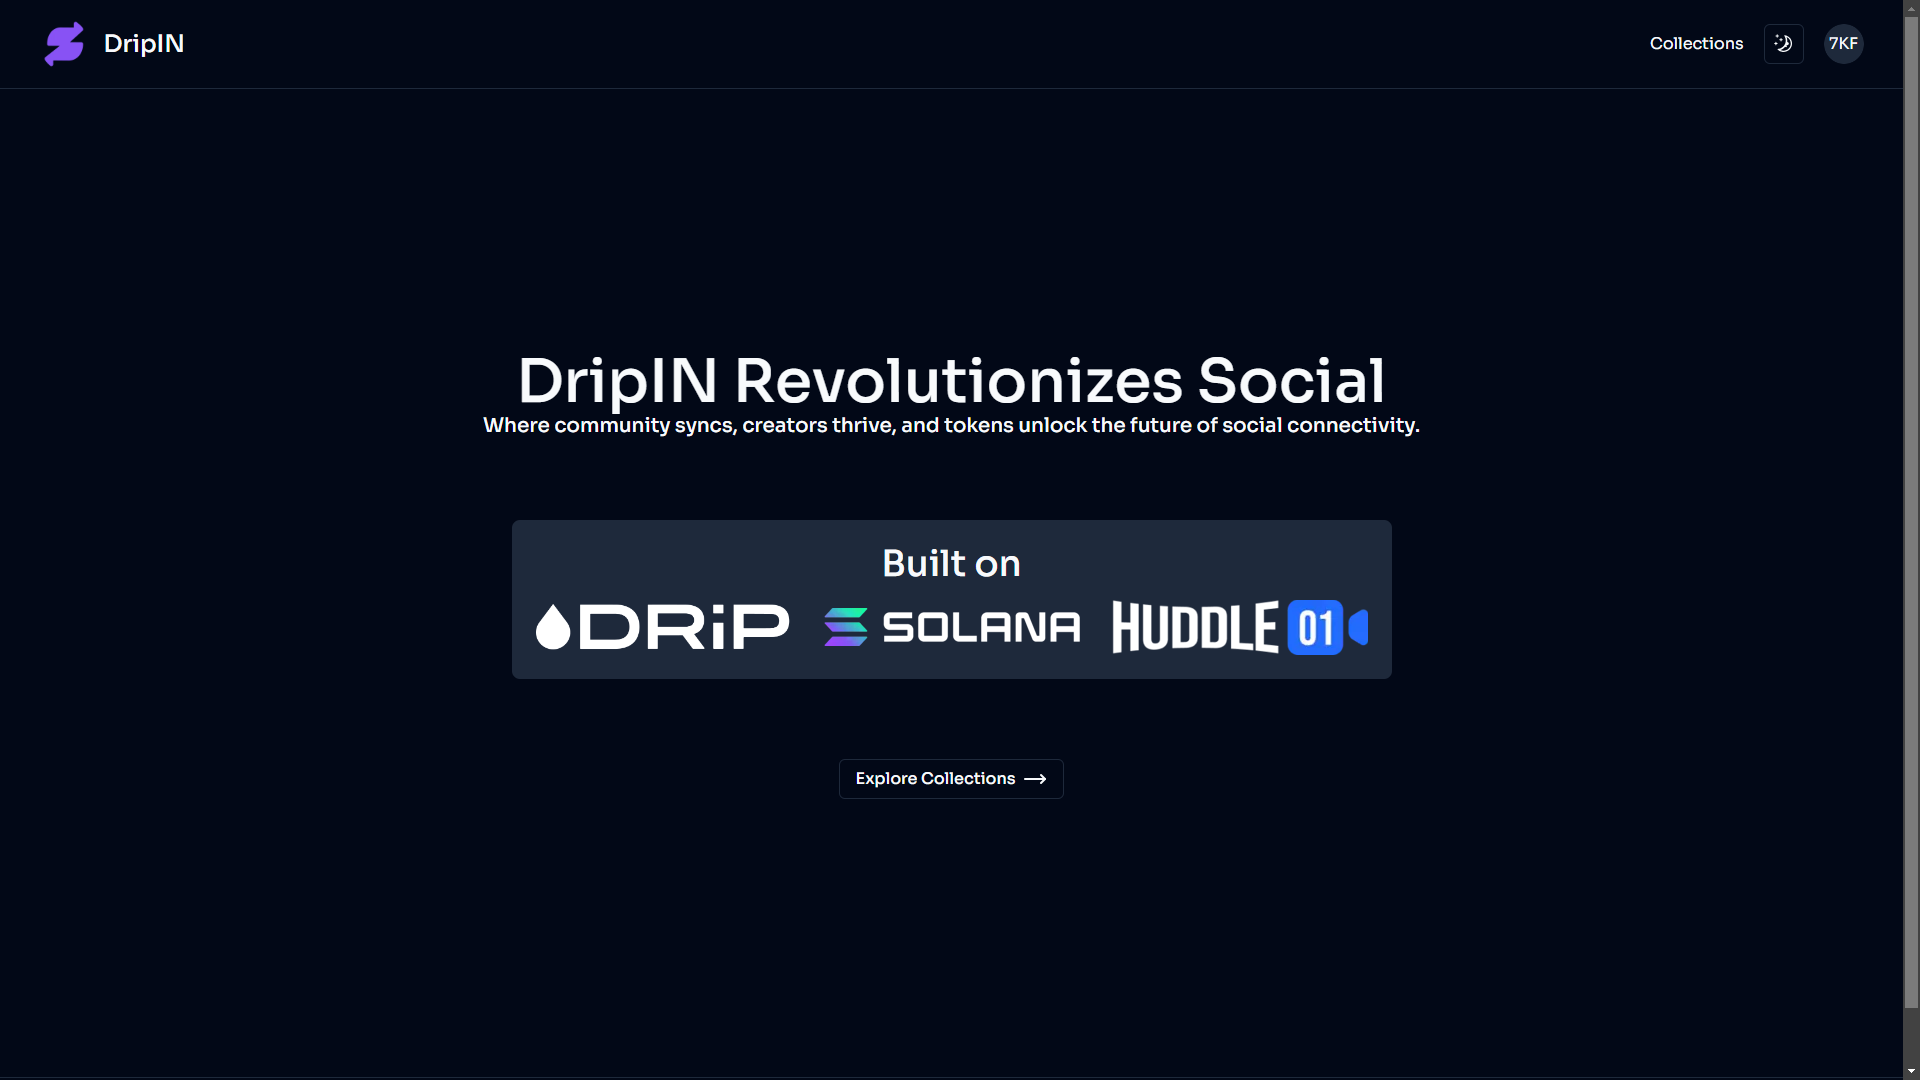 DripIN
Collections
7KF
DripIN Revolutionizes Social
Where community syncs, creators thrive, and tokens unlock the future of social connectivity.
Built on
DRiP
SOLANA
HUDDLE 01
Explore Collections